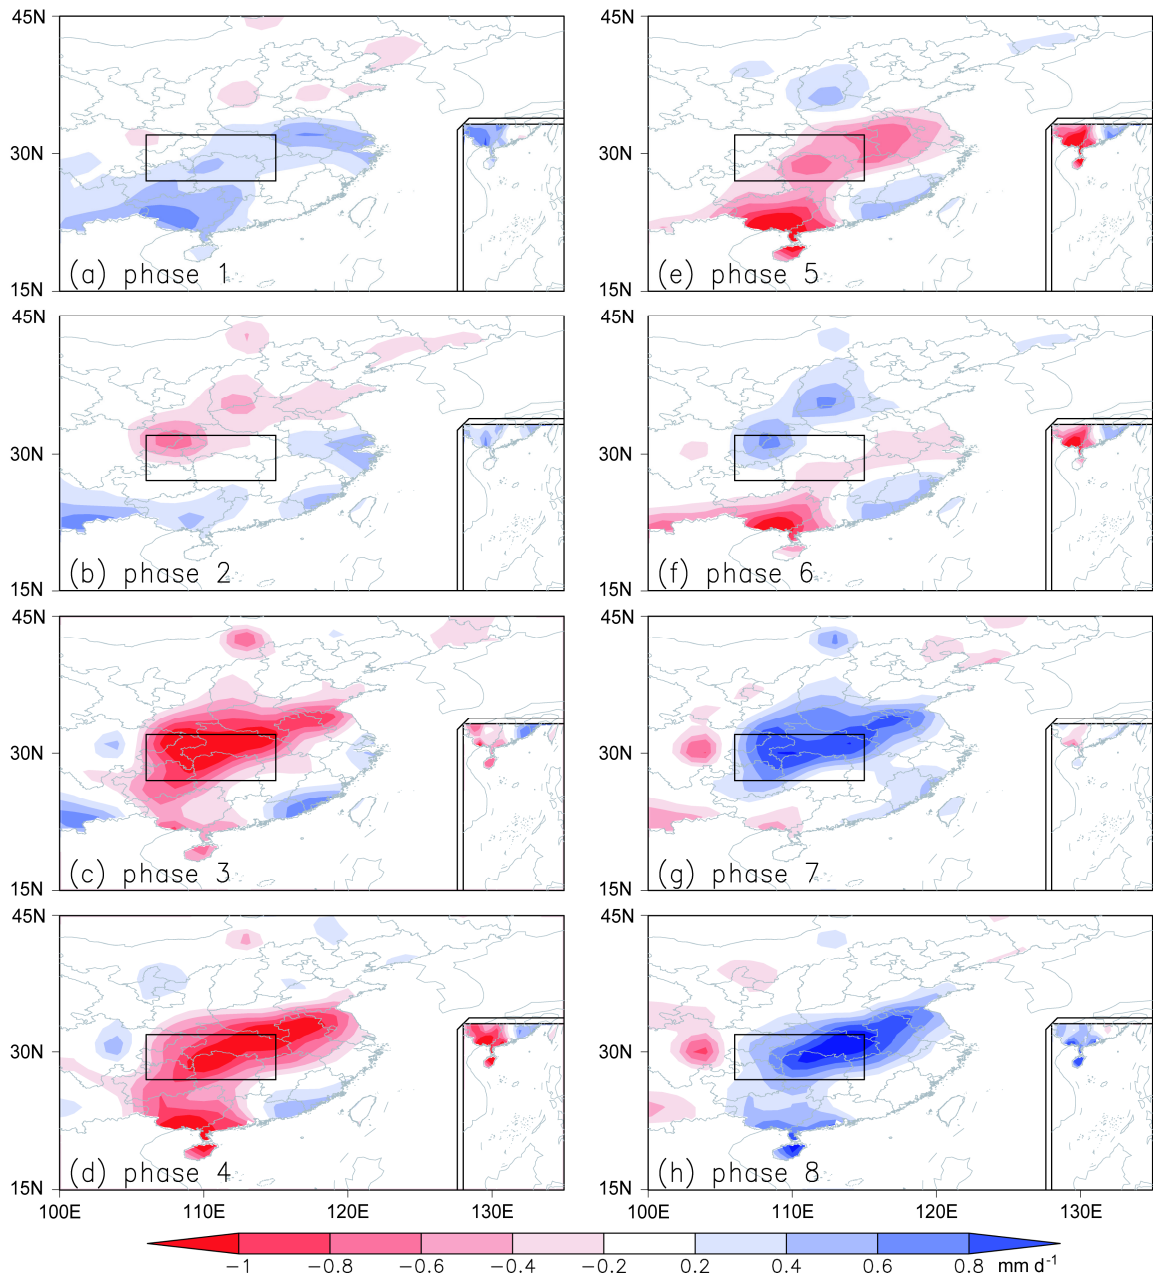 45N
30N
15N
(a) phase 1
45N
30N
15N
(e) phase 5
45N
30N
15N
(b) phase 2
45N
30N
15N
(f) phase 6
45N
30N
15N
(c) phase 3
45N
30N
15N
(g) phase 7
45N
30N
15N
(d) phase 4
45N
30N
15N
(h) phase 8
100E 110E 120E 130E
100E 110E 120E 130E
−1 −0.8 −0.6 −0.4 −0.2 0.2 0.4 0.6 0.8 mm d⁻¹